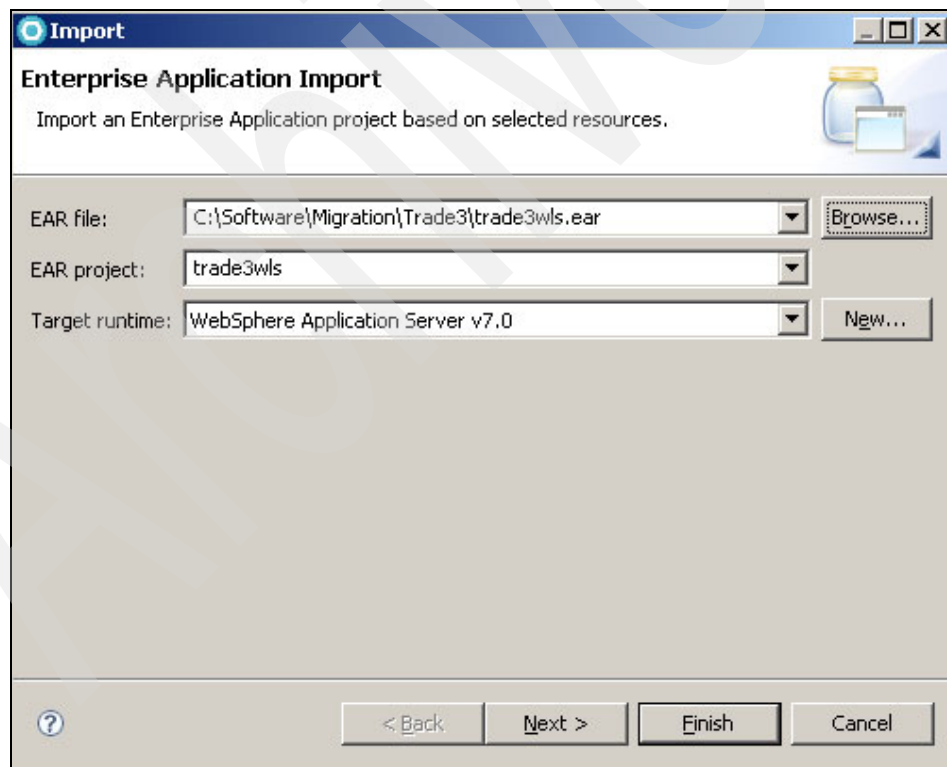 Import
Enterprise Application Import
Import an Enterprise Application project based on selected resources.
EAR file: C:\Software\Migration\Trade3\trade3wls.ear Browse...
EAR project: trade3wls
Target runtime: WebSphere Application Server v7.0 New...
? < Back Next > Finish Cancel